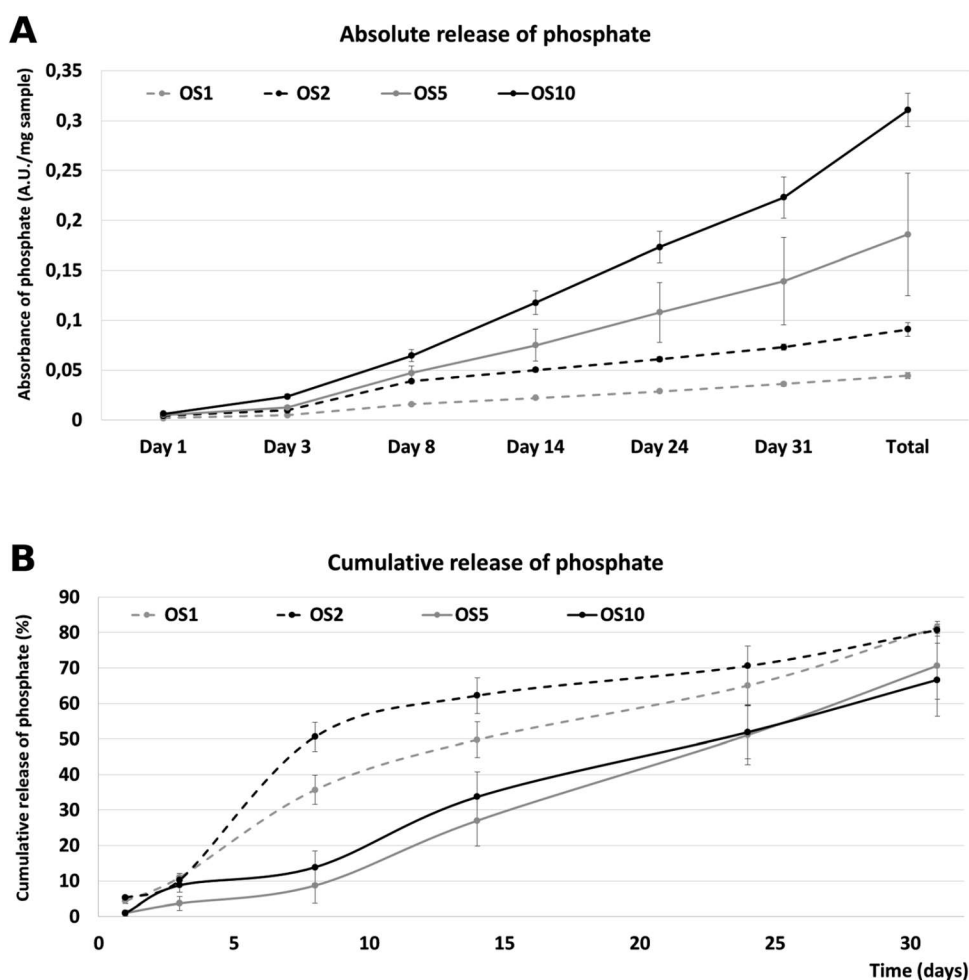 A
Absolute release of phosphate
Absorbance of phosphate (A.U./mg sample)
0,35
0,3
0,25
0,2
0,15
0,1
0,05
0
OS1 OS2 OS5 OS10
Day 1 Day 3 Day 8 Day 14 Day 24 Day 31 Total
B
Cumulative release of phosphate
Cumulative release of phosphate (%)
90
80
70
60
50
40
30
20
10
0
OS1 OS2 OS5 OS10
0 5 10 15 20 25 30
Time (days)